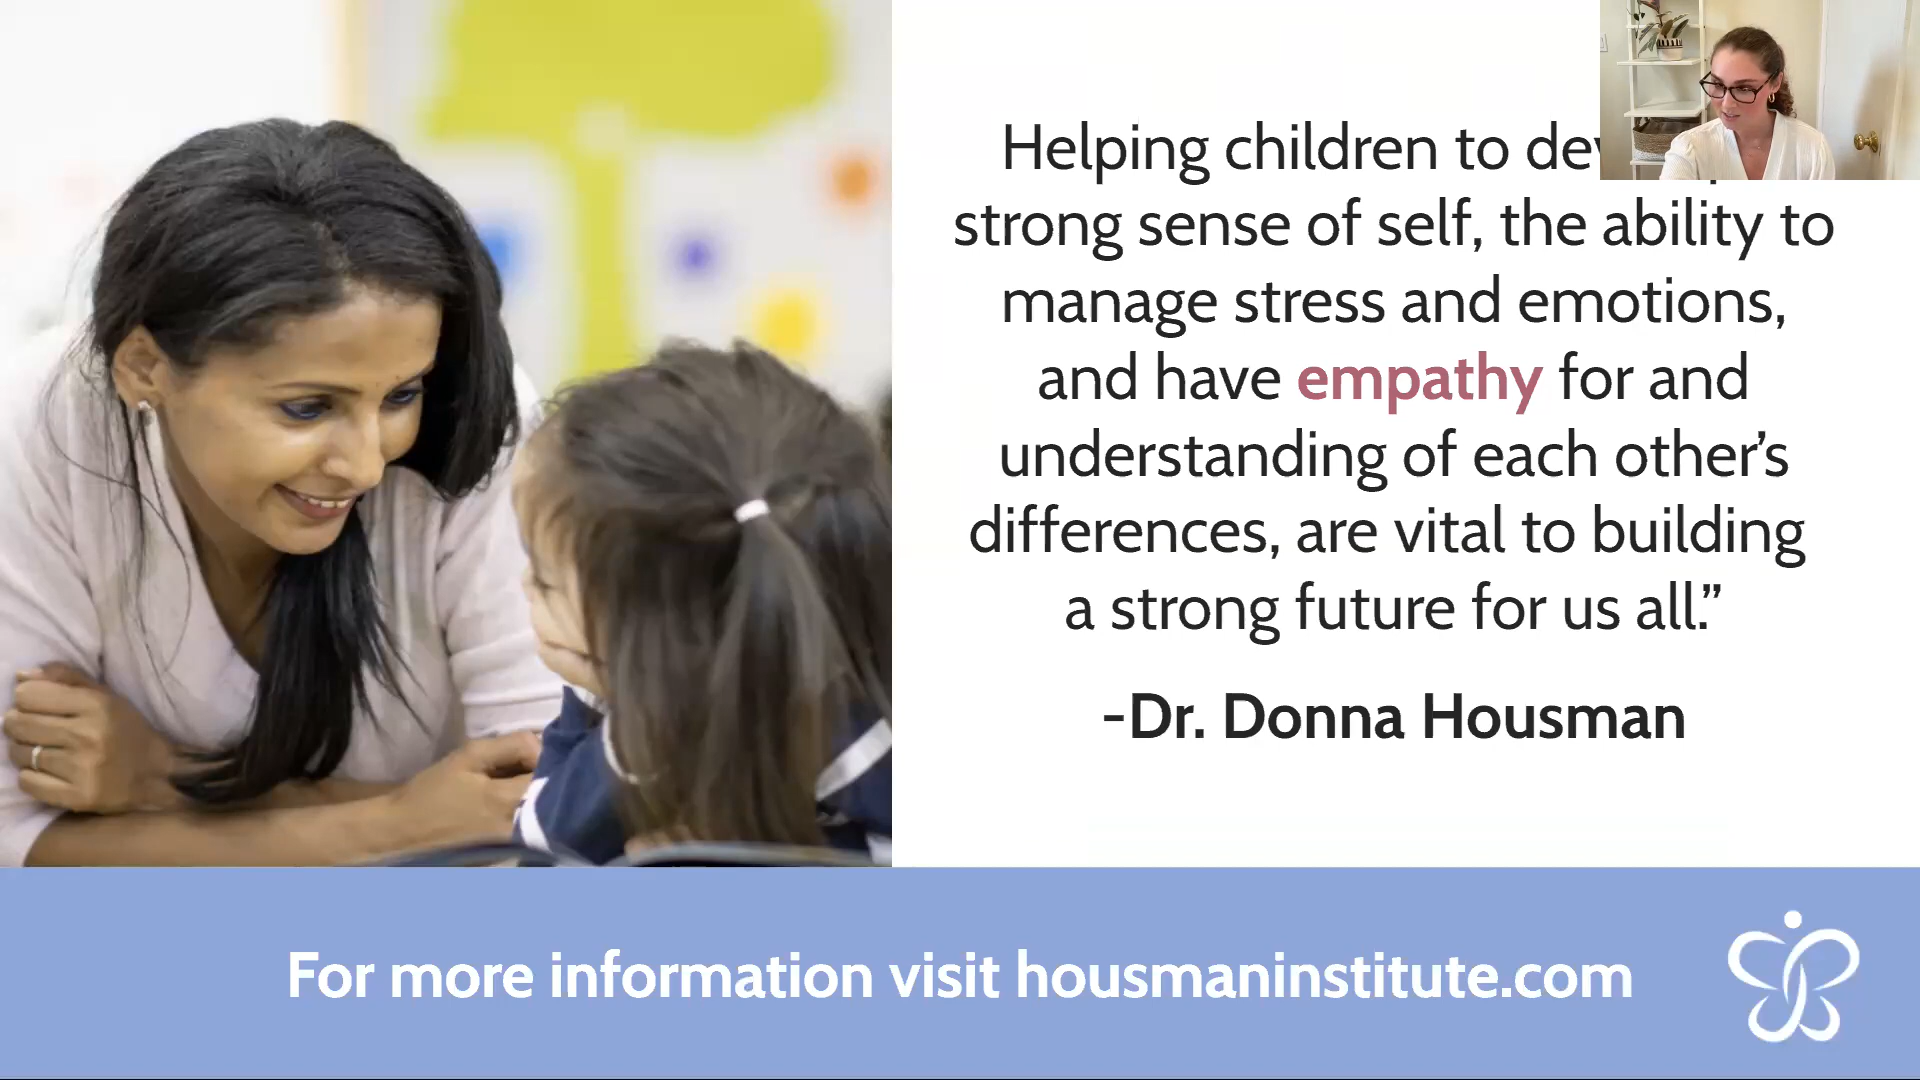 Helping children to
strong sense of self, the ability to
manage stress and emotions,
and have empathy for and
understanding of each other's
differences, are vital to building
a strong future for us all.”
-Dr. Donna Housman
For more information visit housmaninstitute.com